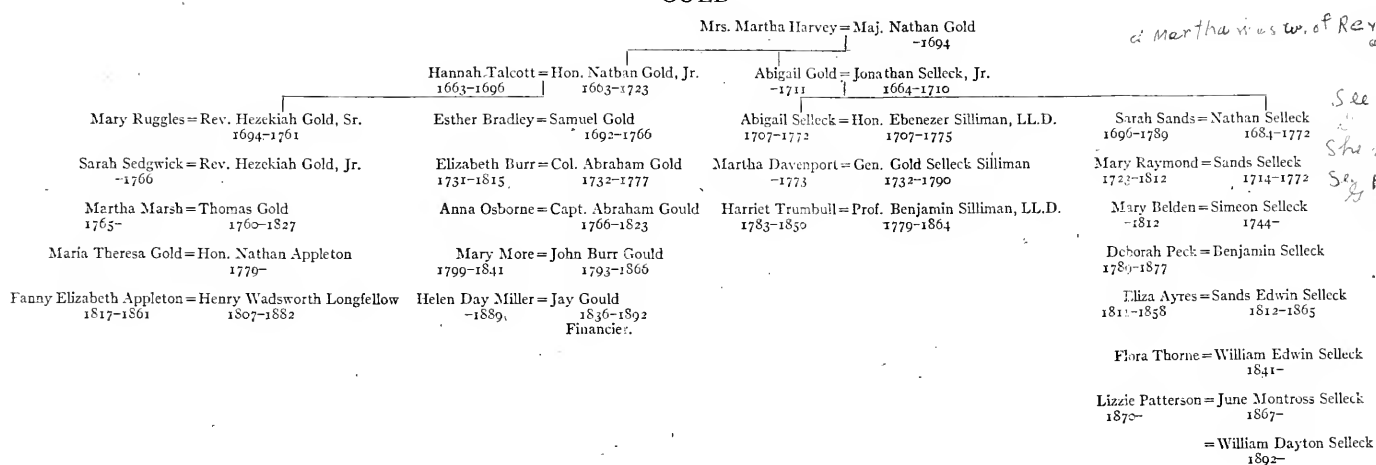 GOULD
Mrs. Martha Harvey = Maj. Nathan Gold
-1694
Martha was w. of Rev
Hannah Talcott = Hon. Nathan Gold, Jr. Abigail Gold = Jonathan Selleck, Jr.
1663-1696 1663-1723 -1711 1664-1710
See
Mary Ruggles = Rev. Hezekiah Gold, Sr. Esther Bradley = Samuel Gold Abigail Selleck = Hon. Ebenezer Silliman, LL.D. Sarah Sands = Nathan Selleck
1694-1761 1692-1766 1707-1772 1707-1775 1696-1789 1684-1772
She
Sarah Sedgwick = Rev. Hezekiah Gold, Jr. Elizabeth Burr = Col. Abraham Gold Martha Davenport = Gen. Gold Selleck Silliman Mary Raymond = Sands Selleck
-1766 1731-1815 1732-1777 -1773 1732-1790 1723-1812 1714-1772
Martha Marsh = Thomas Gold Anna Osborne = Capt. Abraham Gould Harriet Trumbull = Prof. Benjamin Silliman, LL.D. Mary Belden = Simeon Selleck
1765- 1760-1827 1766-1823 1783-1850 1779-1864 -1812 1744-
Maria Theresa Gold = Hon. Nathan Appleton Mary More = John Burr Gould Deborah Peck = Benjamin Selleck
1779- 1799-1841 1793-1866 1789-1877
Fanny Elizabeth Appleton = Henry Wadsworth Longfellow Helen Day Miller = Jay Gould Eliza Ayres = Sands Edwin Selleck
1817-1861 1807-1882 -1889 1836-1892 -1858 1812-1865
Financier.
Flora Thorne = William Edwin Selleck
1841-
Lizzie Patterson = June Montross Selleck
1870- 1867-
= William Dayton Selleck
1892-